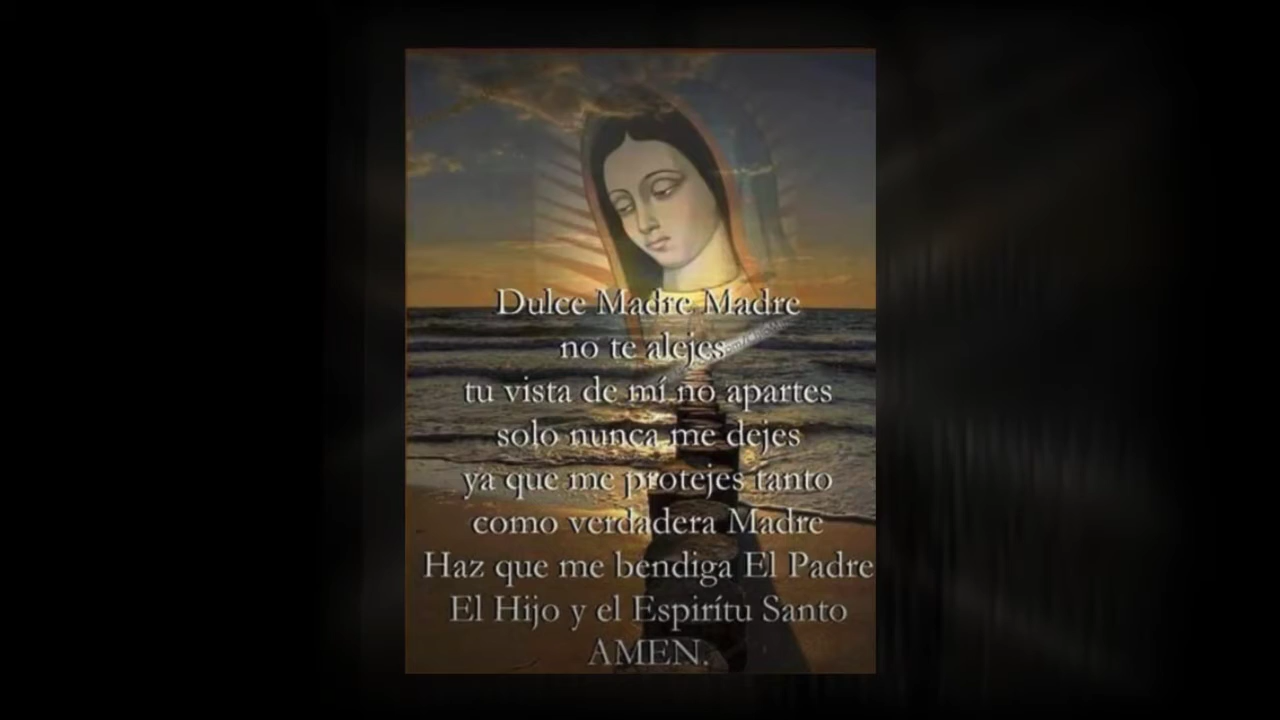 Dulce Madre Madre
no te alejes
tu vista de mí no apartes
solo nunca me dejes
ya que me protejes tanto
como verdadera Madre
Haz que me bendiga El Padre
El Hijo y el Espirítu Santo
AMEN.